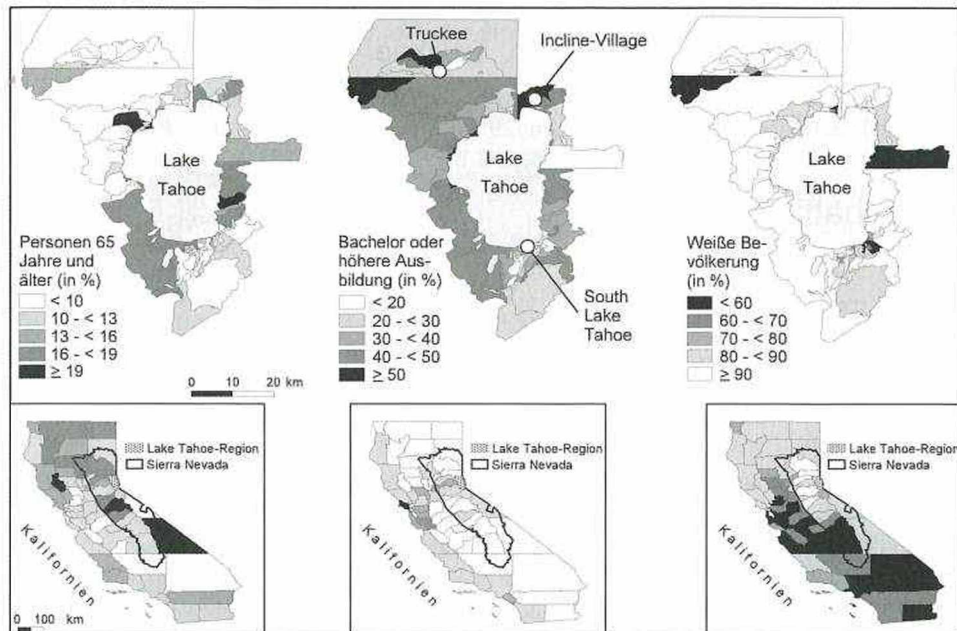 Truckee
Incline-Village
Lake
Tahoe
Personen 65
Jahre und
älter (in %)
< 10
10 - < 13
13 - < 16
16 - < 19
≥ 19
0 10 20 km
Lake
Tahoe
Bachelor oder
höhere Aus-
bildung (in %)
< 20
20 - < 30
30 - < 40
40 - < 50
≥ 50
South
Lake
Tahoe
Lake
Tahoe
Weiße Be-
völkerung
(in %)
< 60
60 - < 70
70 - < 80
80 - < 90
≥ 90
Lake Tahoe-Region
Sierra Nevada
Kalifornien
0 100 km
Lake Tahoe-Region
Sierra Nevada
Kalifornien
Lake Tahoe-Region
Sierra Nevada
Kalifornien